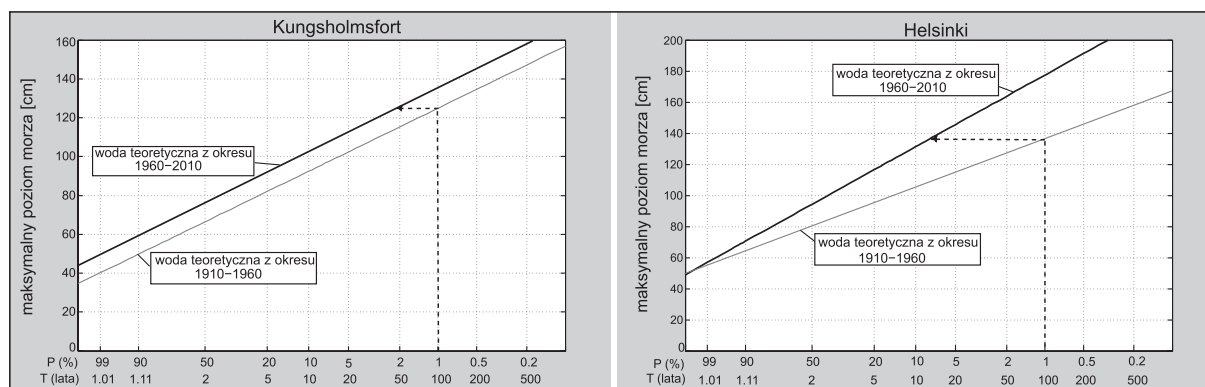 Kungsholmsfort
maksymalny poziom morza [cm]
160
140
120
100
80
60
40
20
0
woda teoretyczna z okresu
1960−2010
woda teoretyczna z okresu
1910−1960
P (%) 99 90 50 20 10 5 2 1 0.5 0.2
T (lata) 1.01 1.11 2 5 10 20 50 100 200 500
Helsinki
maksymalny poziom morza [cm]
200
180
160
140
120
100
80
60
40
20
0
woda teoretyczna z okresu
1960−2010
woda teoretyczna z okresu
1910−1960
P (%) 99 90 50 20 10 5 2 1 0.5 0.2
T (lata) 1.01 1.11 2 5 10 20 50 100 200 500